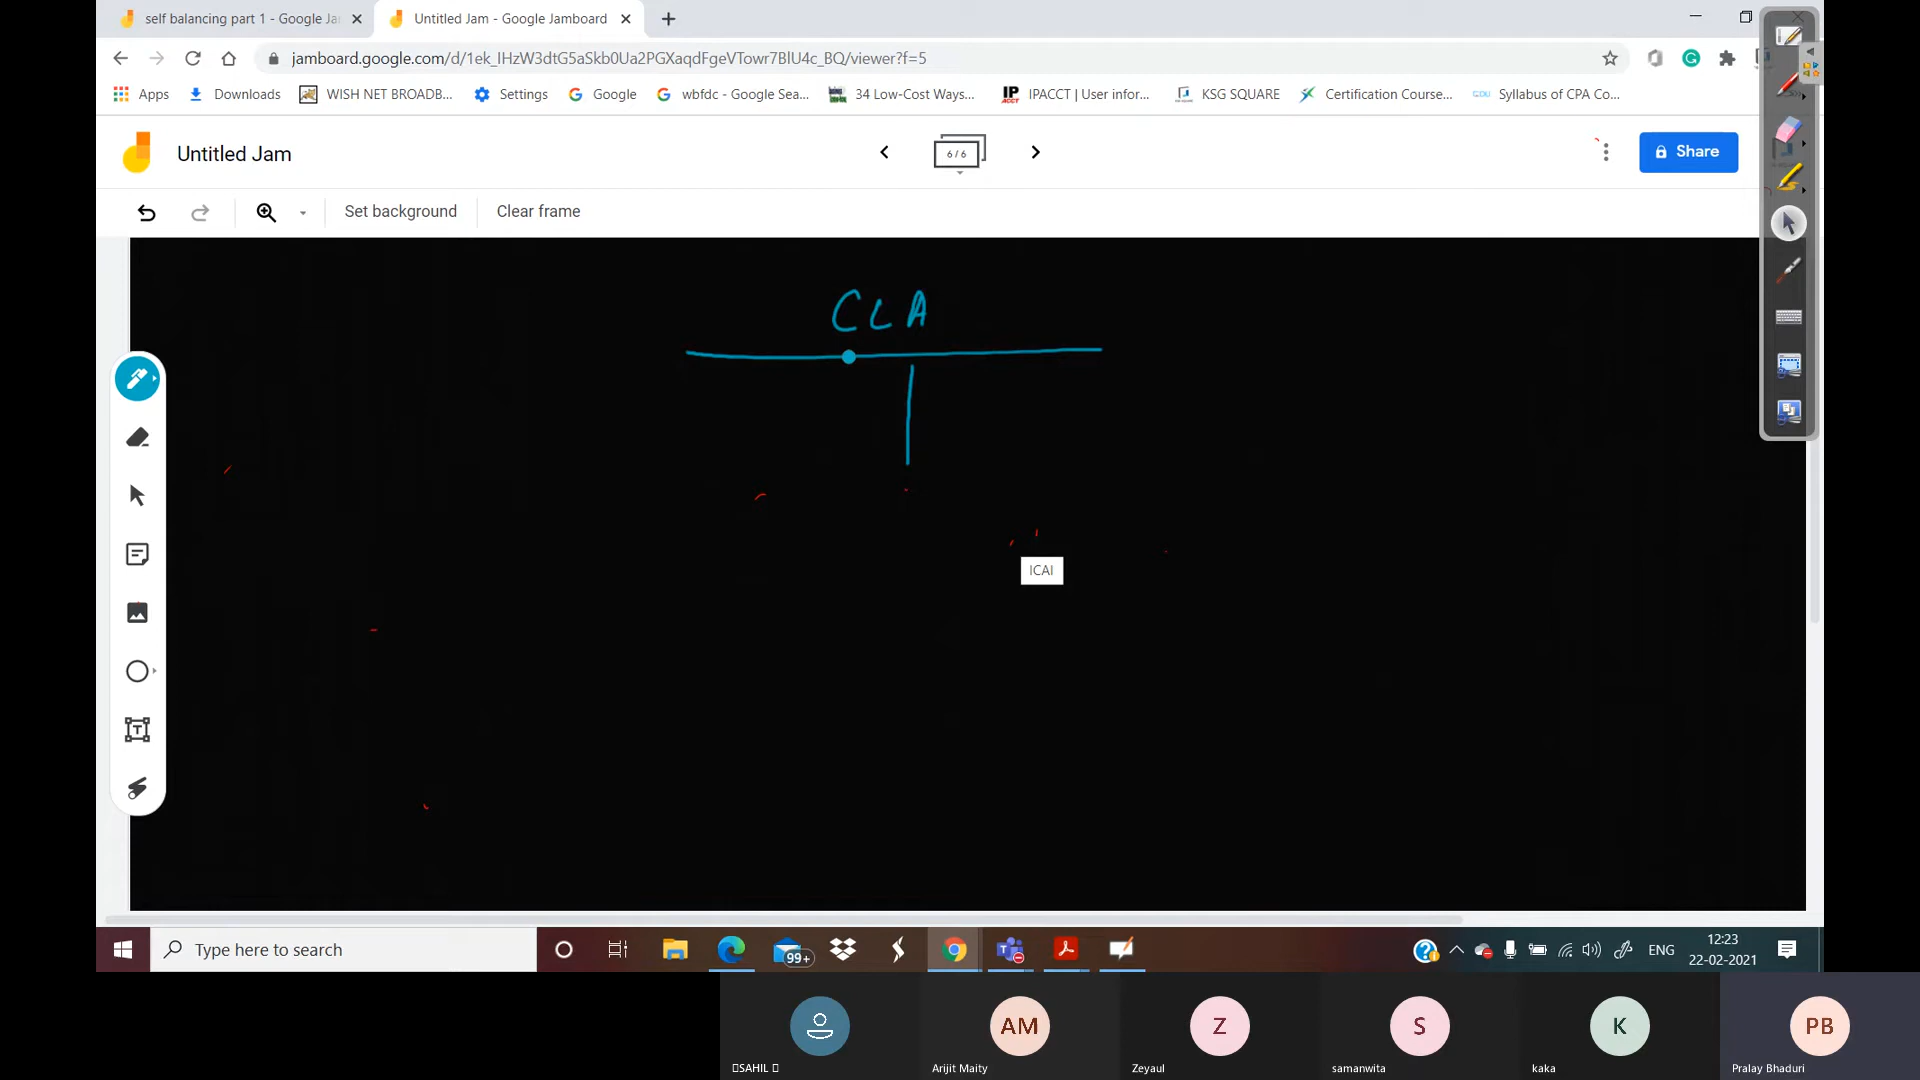 self balancing part 1 - Google Ja
Untitled Jam - Google Jamboard
jamboard.google.com/d/1ek_IHzW3dtG5aSkb0Ua2PGXaqdFgeVTowr7BlU4c_BQ/viewer?f=5
Apps
Downloads
WISH NET BROADB...
Settings
Google
wbfdc - Google Sea...
34 Low-Cost Ways...
IPACCT | User infor...
KSG SQUARE
Certification Course...
Syllabus of CPA Co...
Untitled Jam
6 / 6
Share
Set background
Clear frame
CLA
ICAI
Type here to search
99+
ENG
12:23
22-02-2021
AM
Z
S
K
PB
SAHIL
Arijit Maity
Zeyaul
samanwita
kaka
Pralay Bhaduri